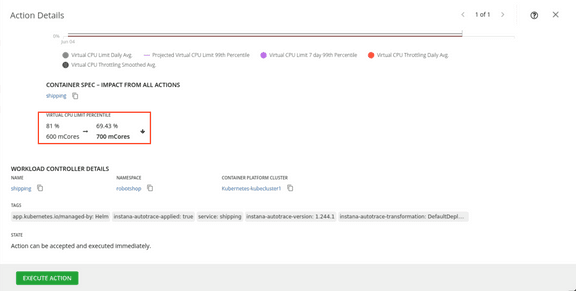 Action Details
1 of 1
0%
Jun 04
Virtual CPU Limit Daily Avg.
Projected Virtual CPU Limit 99th Percentile
Virtual CPU Limit 7 day 99th Percentile
Virtual CPU Throttling Daily Avg.
Virtual CPU Throttling Smoothed Avg.
CONTAINER SPEC – IMPACT FROM ALL ACTIONS
shipping
VIRTUAL CPU LIMIT PERCENTILE
81 % → 69.43 %
600 mCores 700 mCores
WORKLOAD CONTROLLER DETAILS
NAME NAMESPACE CONTAINER PLATFORM CLUSTER
shipping robotshop Kubernetes-kubecluster1
TAGS
app.kubernetes.io/managed-by: Helm instana-autotrace-applied: true service: shipping instana-autotrace-version: 1.244.1 instana-autotrace-transformation: DefaultDepl...
STATE
Action can be accepted and executed immediately.
EXECUTE ACTION